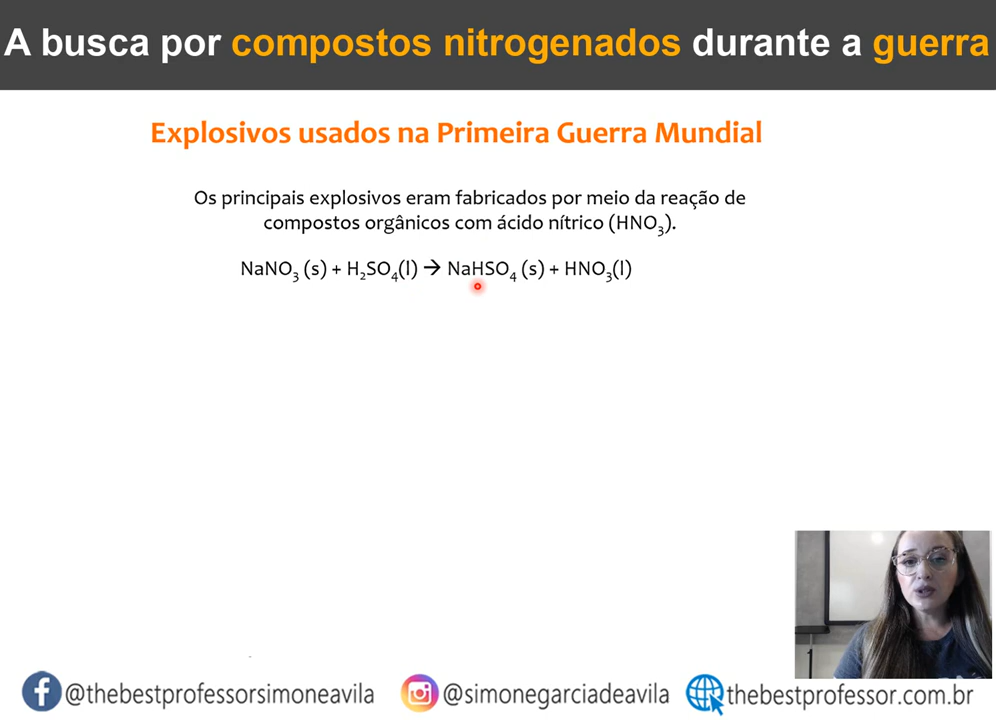 A busca por compostos nitrogenados durante a guerra
Explosivos usados na Primeira Guerra Mundial
Os principais explosivos eram fabricados por meio da reação de
compostos orgânicos com ácido nítrico (HNO₃).
NaNO₃ (s) + H₂SO₄(l) → NaHSO₄ (s) + HNO₃(l)
@thebestprofessorsimoneavila @simonegarciadeavila thebestprofessor.com.br